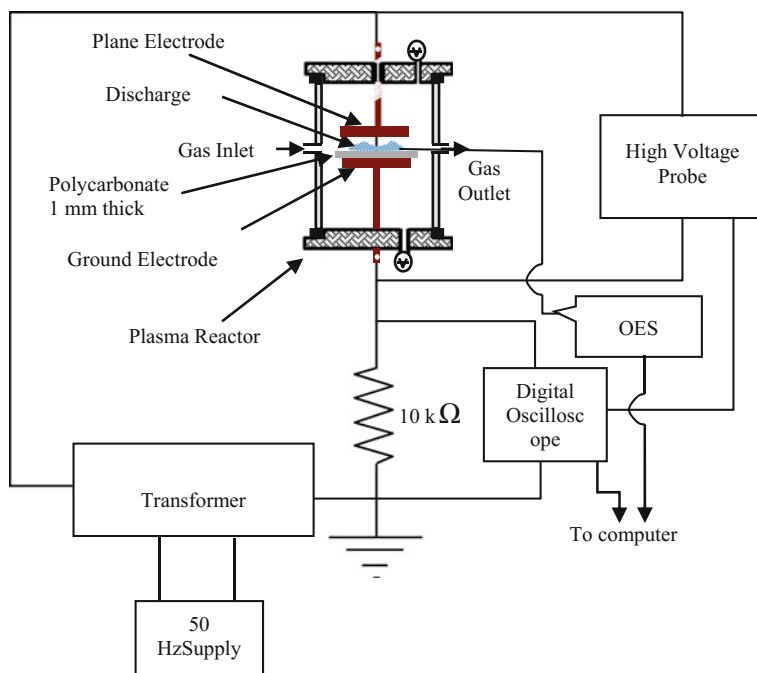 Plane Electrode
Discharge
Gas Inlet
Polycarbonate
1 mm thick
Ground Electrode
Plasma Reactor
Gas
Outlet
High Voltage
Probe
OES
Digital
Oscillosc
ope
10 k Ω
Transformer
To computer
50
HzSupply